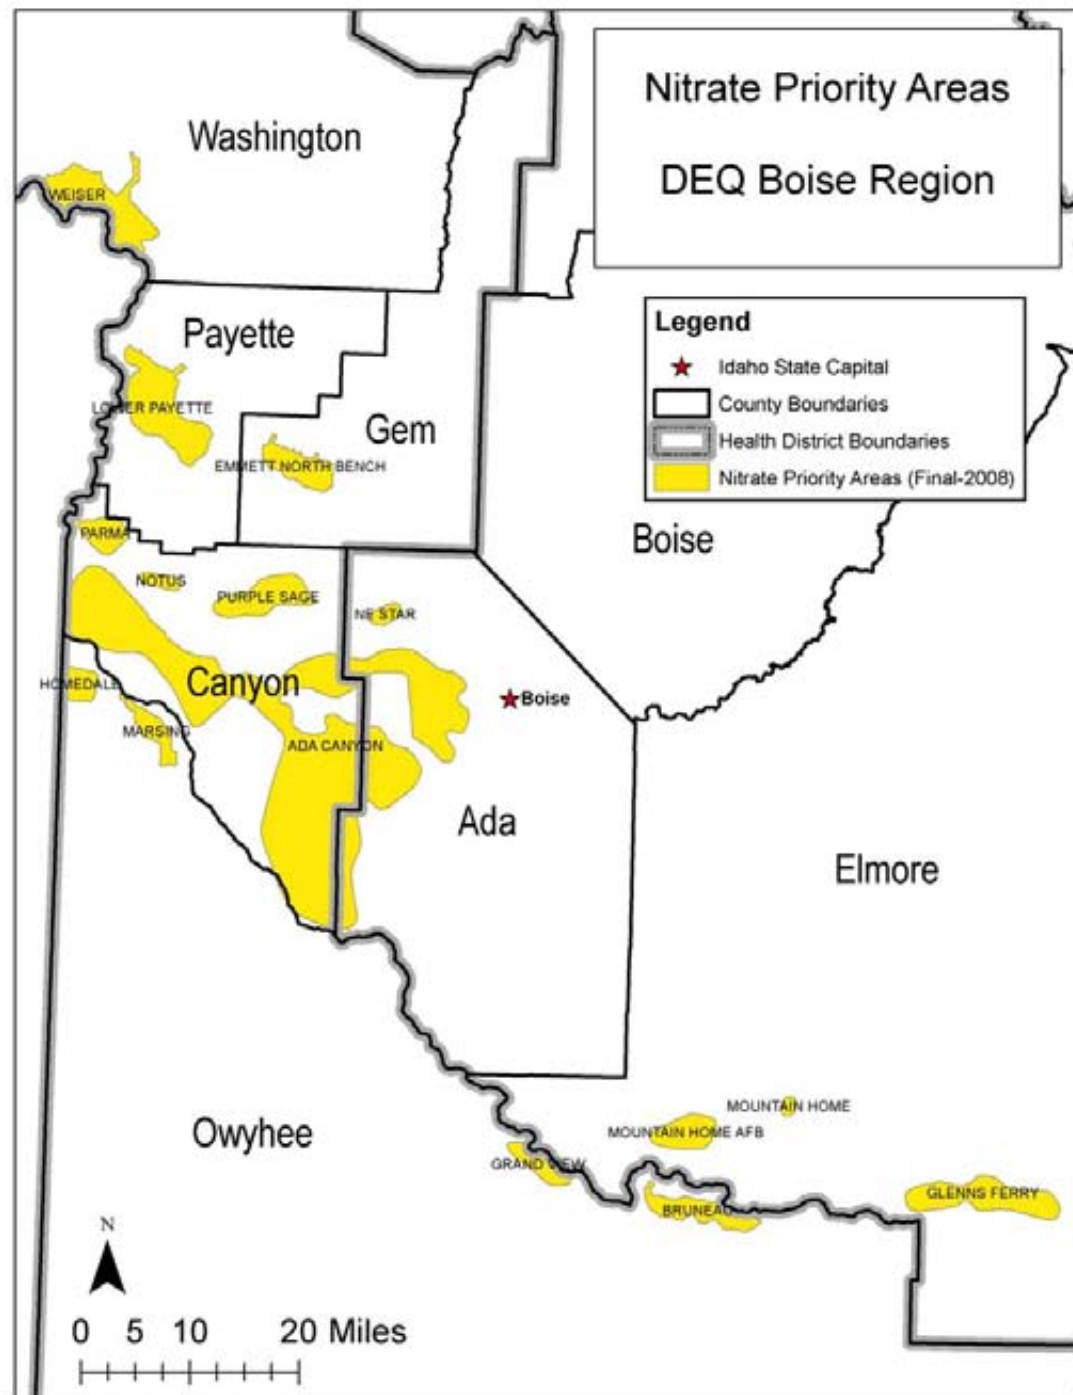 Nitrate Priority Areas
DEQ Boise Region
Legend
Idaho State Capital
County Boundaries
Health District Boundaries
Nitrate Priority Areas (Final-2008)
Washington
WEISER
Payette
LOWER PAYETTE
Gem
EMMETT NORTH BENCH
Boise
PARMA
NOTUS
PURPLE SAGE
NE STAR
HOMEDALE
Canyon
Boise
MARSING
ADA CANYON
Ada
Elmore
Owyhee
MOUNTAIN HOME
MOUNTAIN HOME AFB
GRAND VIEW
BRUNEAU
GLENNS FERRY
N
0 5 10 20 Miles